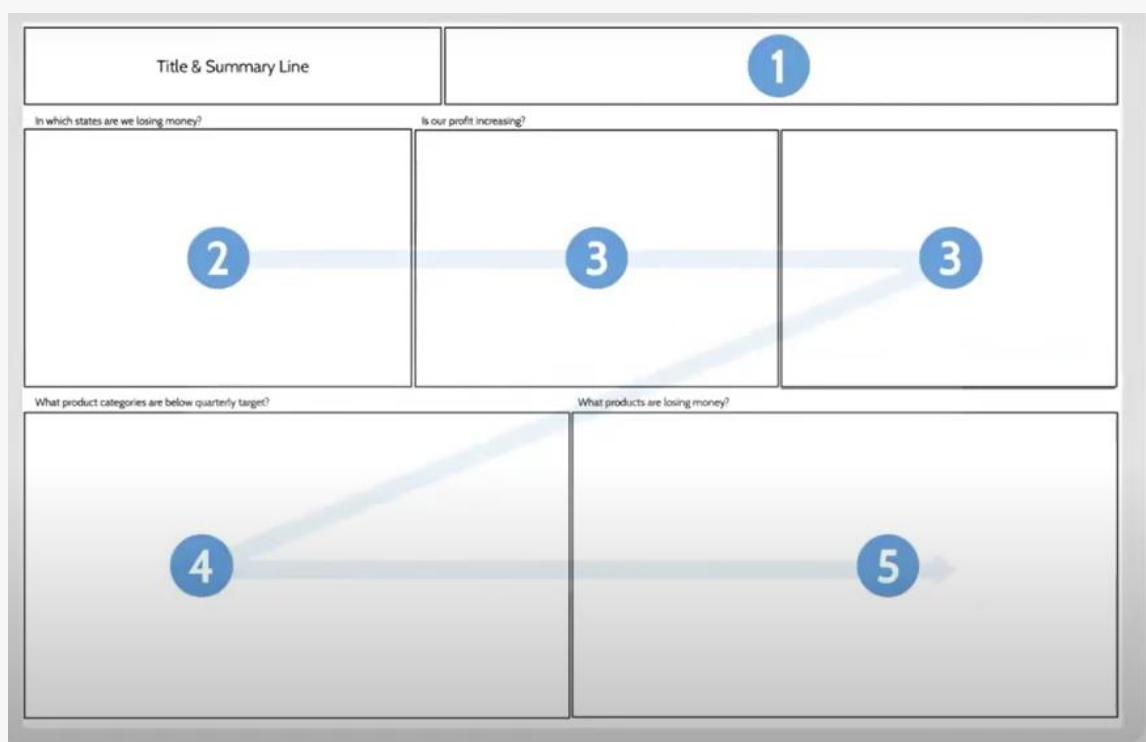 Title & Summary Line
1
In which states are we losing money?
Is our profit increasing?
2
3
3
What product categories are below quarterly target?
What products are losing money?
4
5